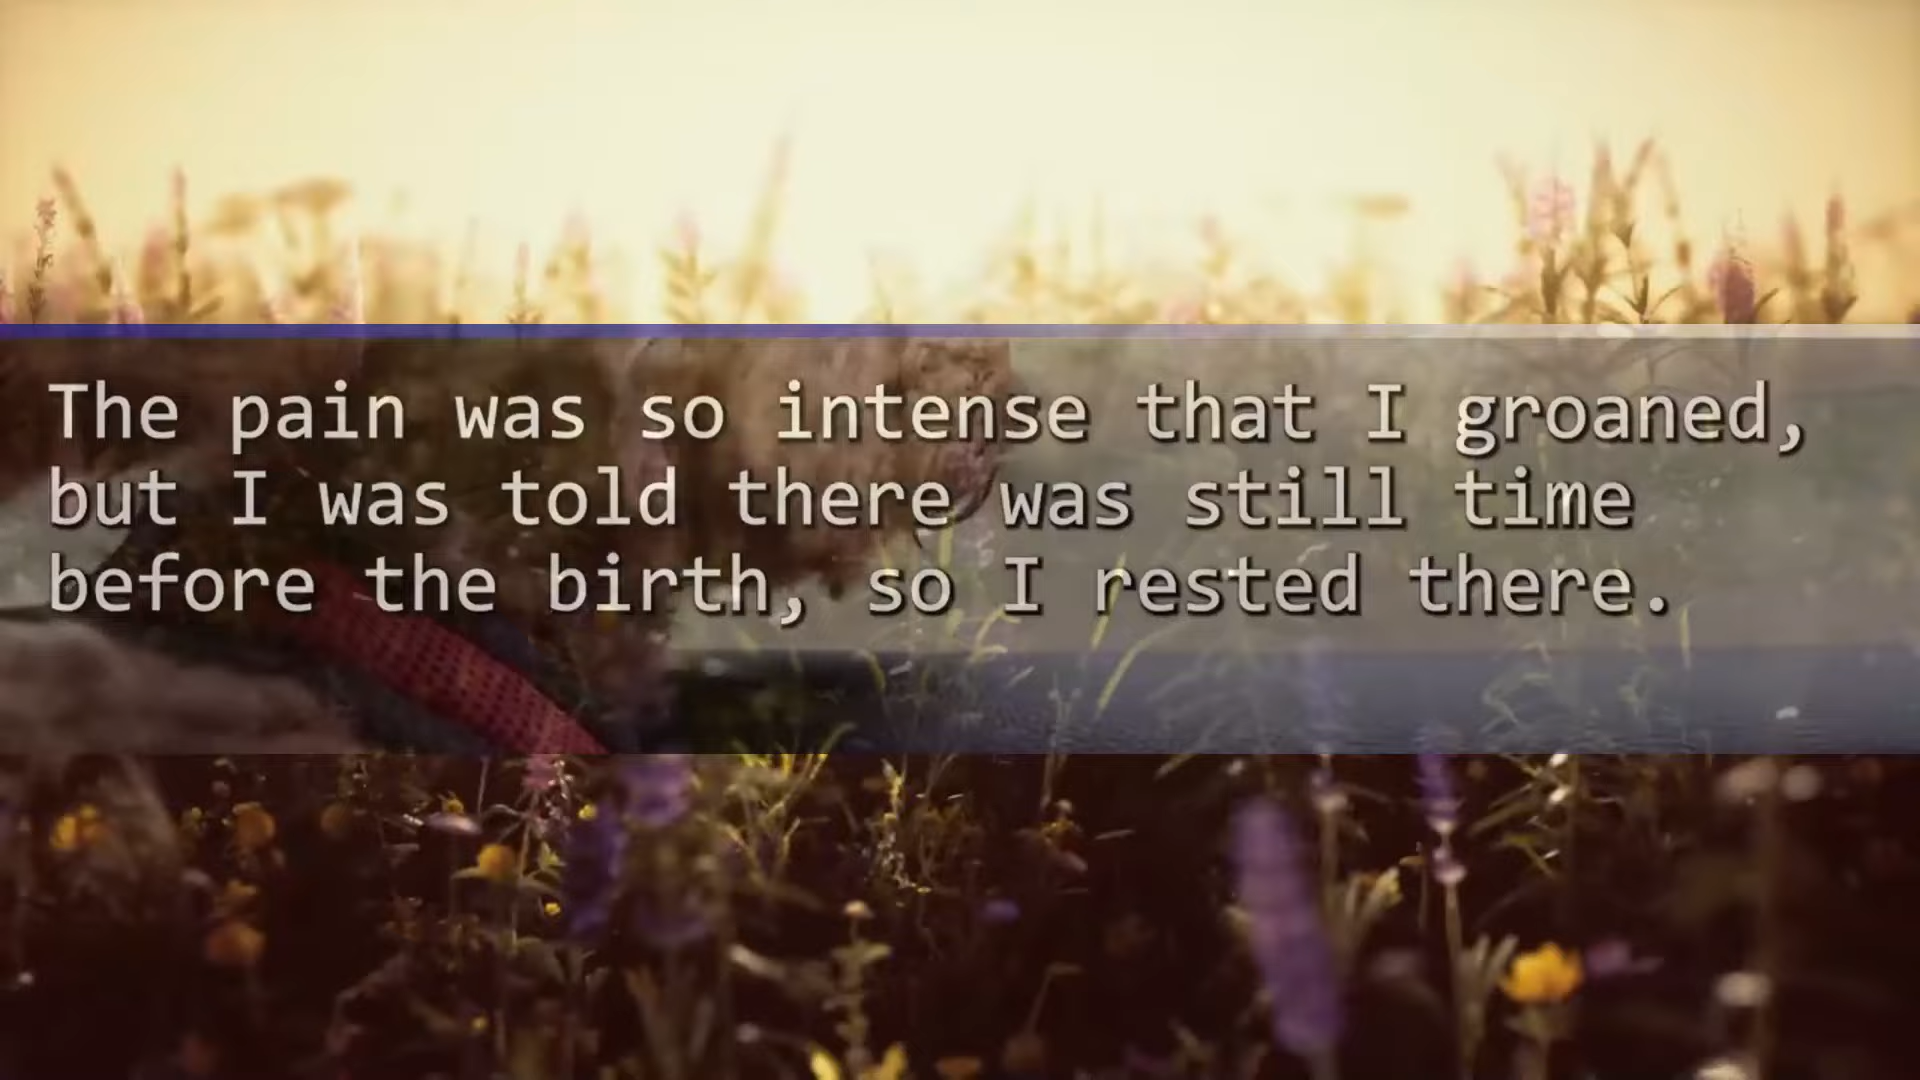 The pain was so intense that I groaned,
but I was told there was still time
before the birth, so I rested there.